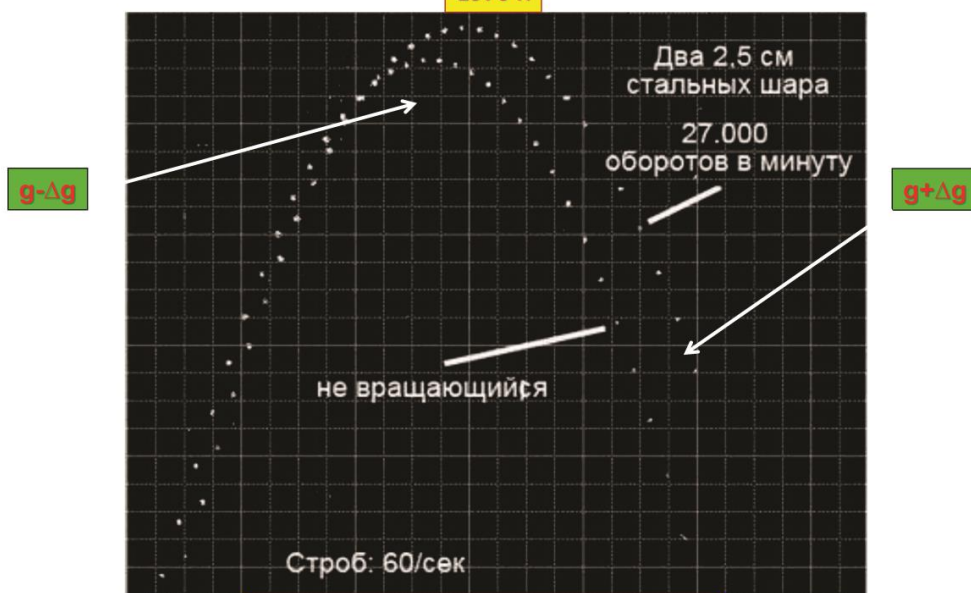 Два 2,5 см
стальных шара
27.000
оборотов в минуту
g-Δg
g+Δg
не вращающийся
Строб: 60/сек